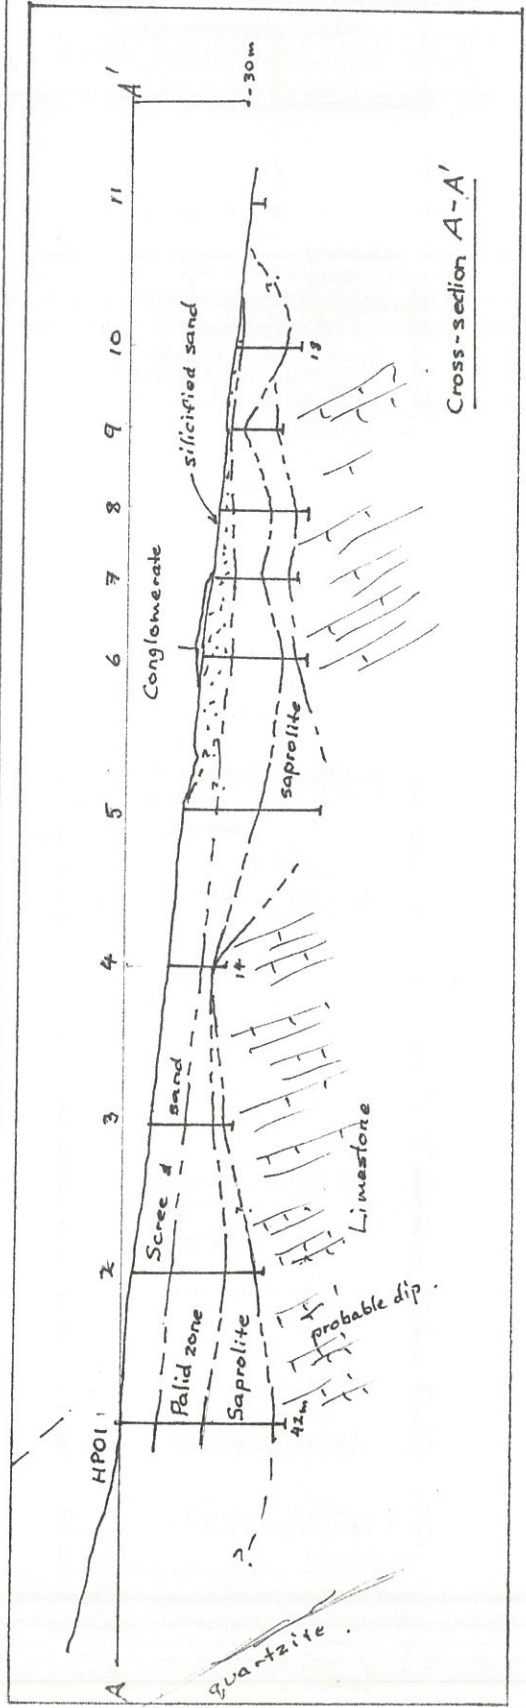 A
HP01
2
3
4
5
6
7
8
9
10
11
A'
-30m
Conglomerate
silicified sand
Scree &
sand
Palid zone
Saprolite
saprolite
?
?
?
?
?
42m
14
18
Limestone
probable dip.
quartzite.
Cross-section A-A'